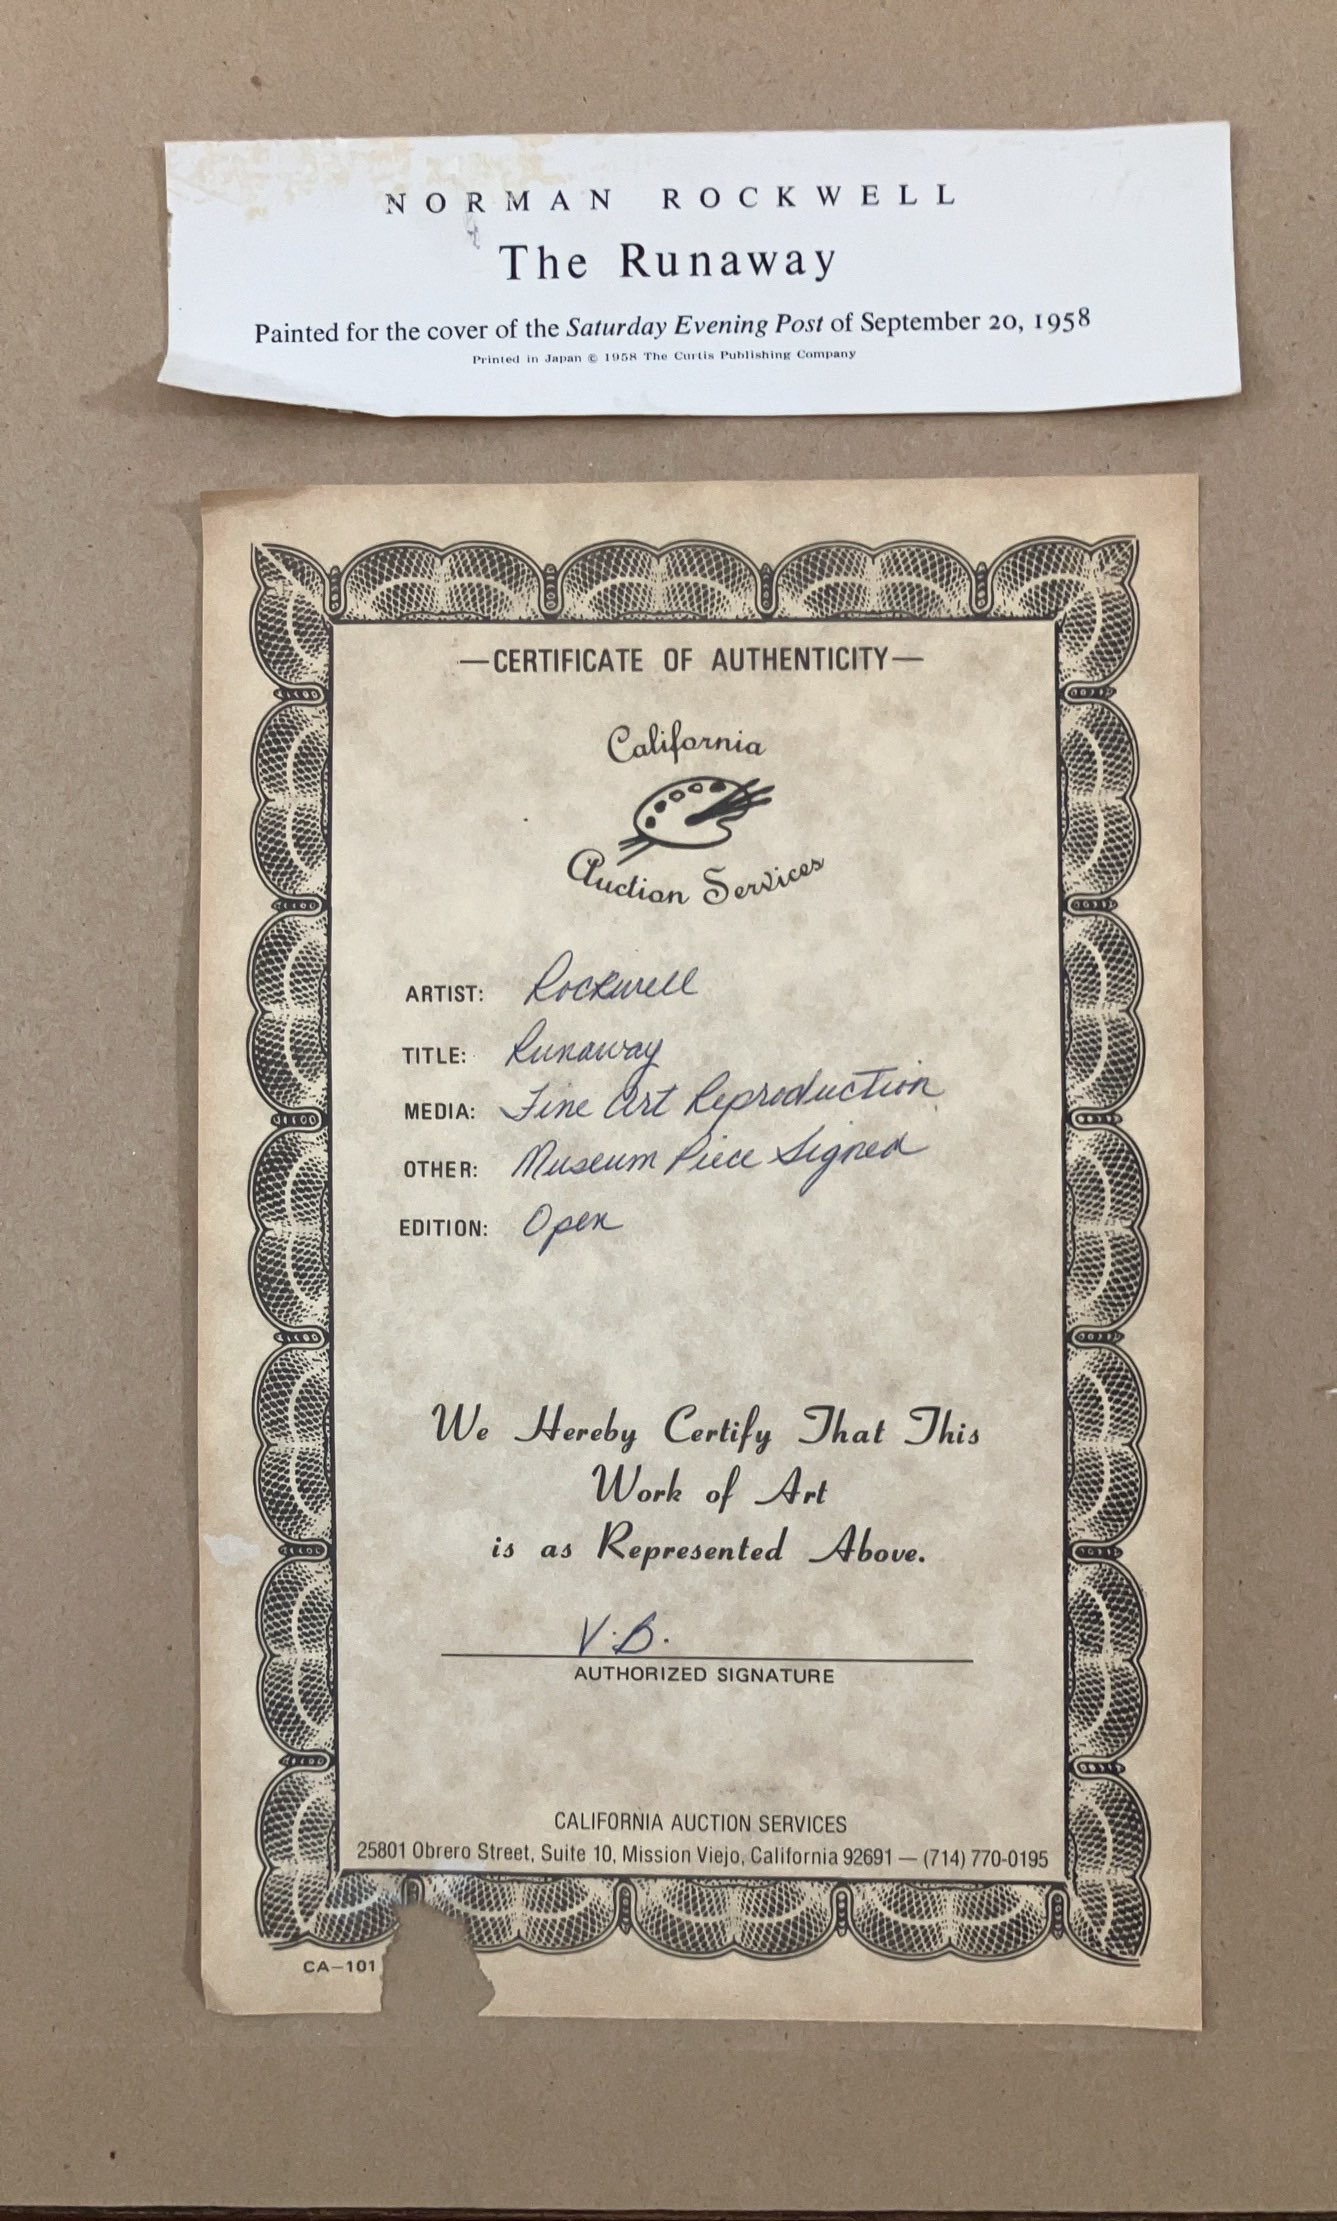 NORMAN ROCKWELL
The Runaway
Painted for the cover of the Saturday Evening Post of September 20, 1958
Printed in Japan © 1958 The Curtis Publishing Company
—CERTIFICATE OF AUTHENTICITY—
California
Auction Services
ARTIST: Rockwell
TITLE: Runaway
MEDIA: Fine Art Reproduction
OTHER: Museum Piece Signed
EDITION: Open
We Hereby Certify That This
Work of Art
is as Represented Above.
V.B.
AUTHORIZED SIGNATURE
CALIFORNIA AUCTION SERVICES
25801 Obrero Street, Suite 10, Mission Viejo, California 92691 — (714) 770-0195
CA-101